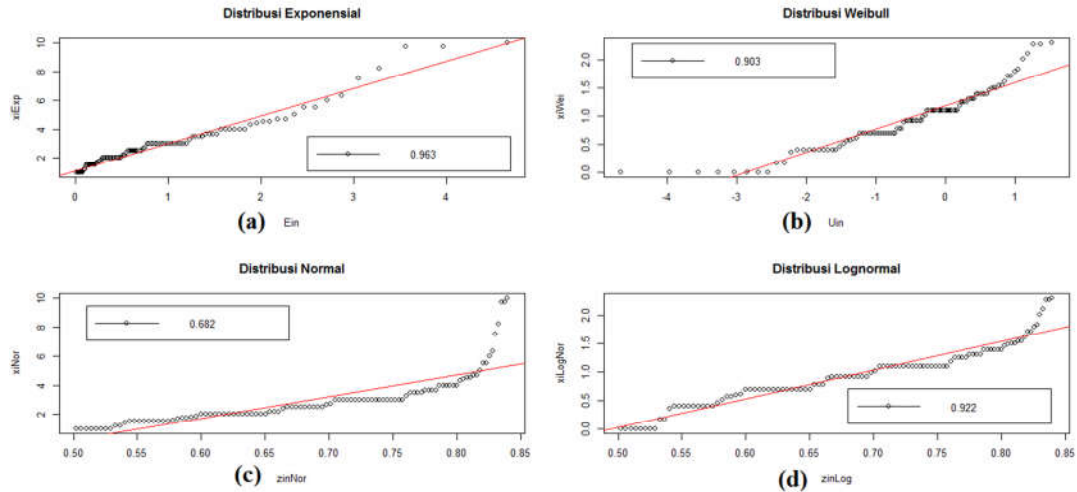 Distribusi Exponensial
xiExp
10
8
6
4
2
0.963
0 1 2 3 4
(a) Ein
Distribusi Weibull
xiWei
2.0
1.5
1.0
0.5
0.0
0.903
-4 -3 -2 -1 0 1
(b) Uin
Distribusi Normal
xiNor
10
8
6
4
2
0.682
0.50 0.55 0.60 0.65 0.70 0.75 0.80 0.85
(c) zinNor
Distribusi Lognormal
xiLogNor
2.0
1.5
1.0
0.5
0.0
0.922
0.50 0.55 0.60 0.65 0.70 0.75 0.80 0.85
(d) zinLog